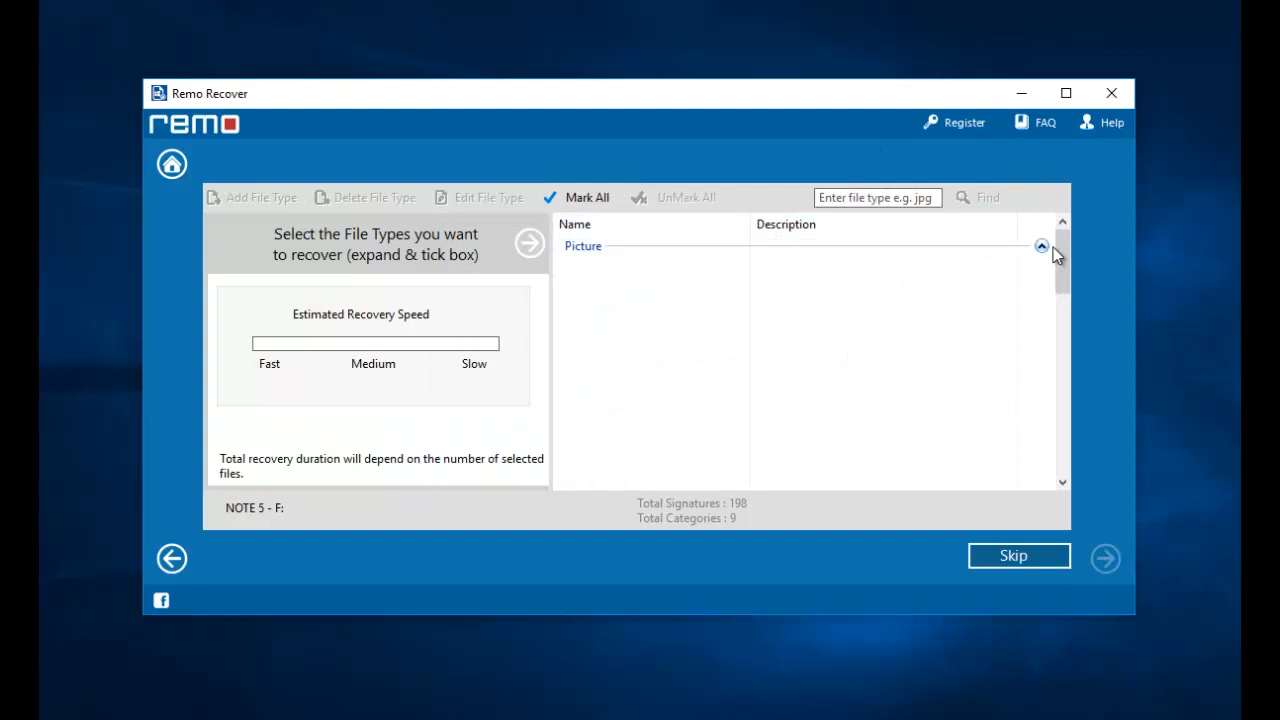 Remo Recover
remo
Register
FAQ
Help
Add File Type
Delete File Type
Edit File Type
Mark All
UnMark All
Enter file type e.g. jpg
Find
Select the File Types you want
to recover (expand & tick box)
Name
Description
Picture
Estimated Recovery Speed
Fast
Medium
Slow
Total recovery duration will depend on the number of selected
files.
NOTE 5 - F:
Total Signatures : 198
Total Categories : 9
Skip
f